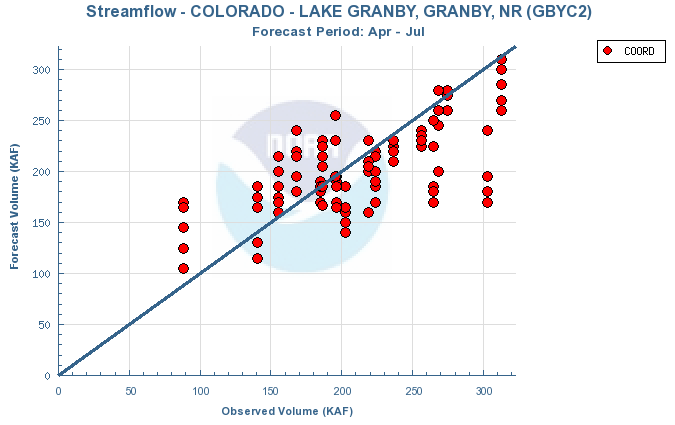 Streamflow - COLORADO - LAKE GRANBY, GRANBY, NR (GBYC2)
Forecast Period: Apr - Jul
COORD
Forecast Volume (KAF)
300
250
200
150
100
50
0
0 50 100 150 200 250 300
Observed Volume (KAF)